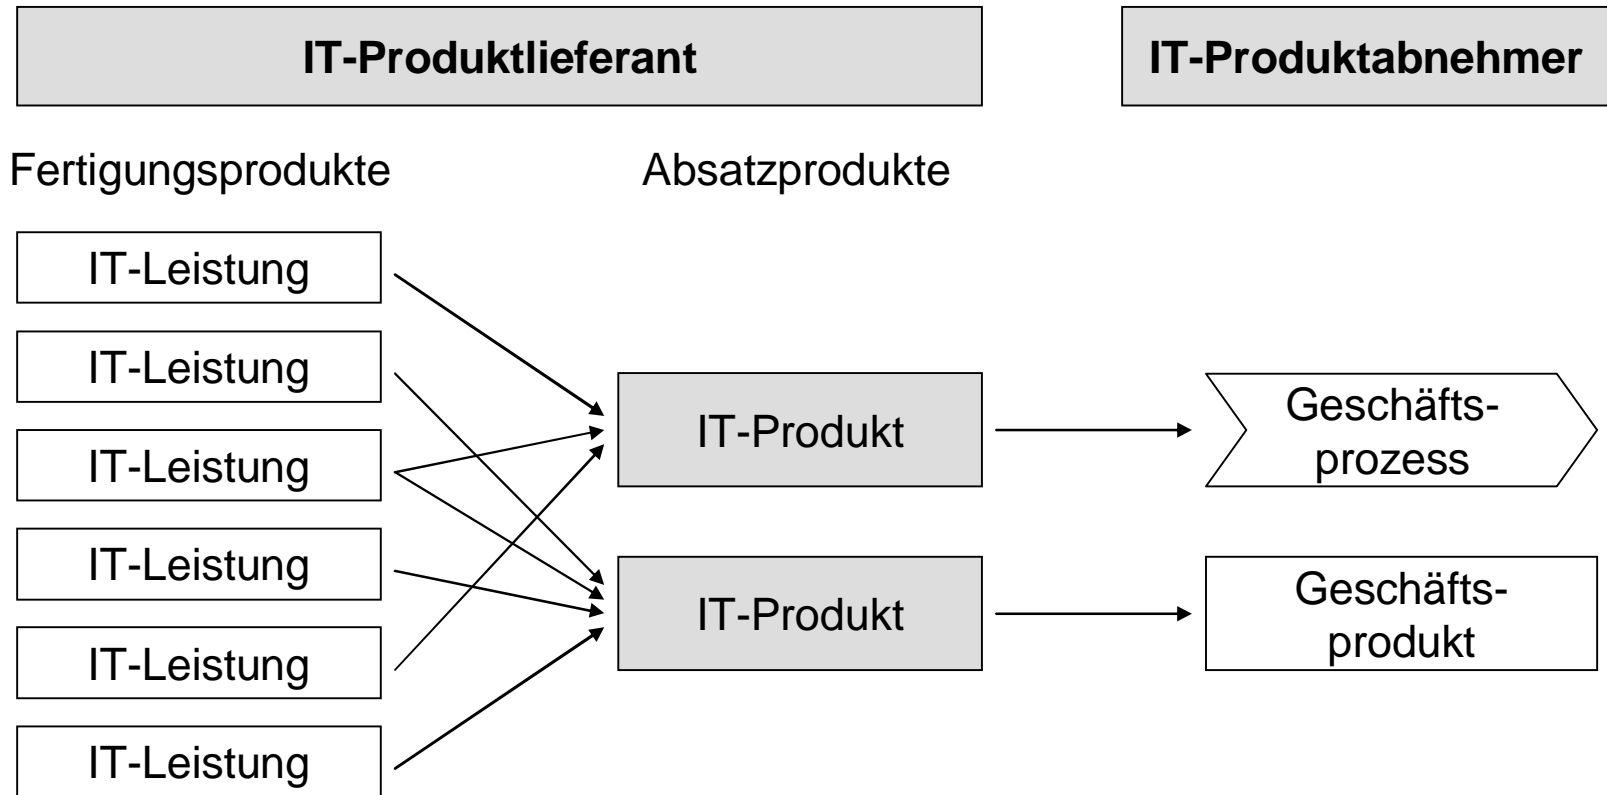 IT-Produktlieferant
IT-Produktabnehmer
Fertigungsprodukte
Absatzprodukte
IT-Leistung
IT-Leistung
IT-Leistung
IT-Leistung
IT-Leistung
IT-Leistung
IT-Produkt
IT-Produkt
Geschäfts-
prozess
Geschäfts-
produkt